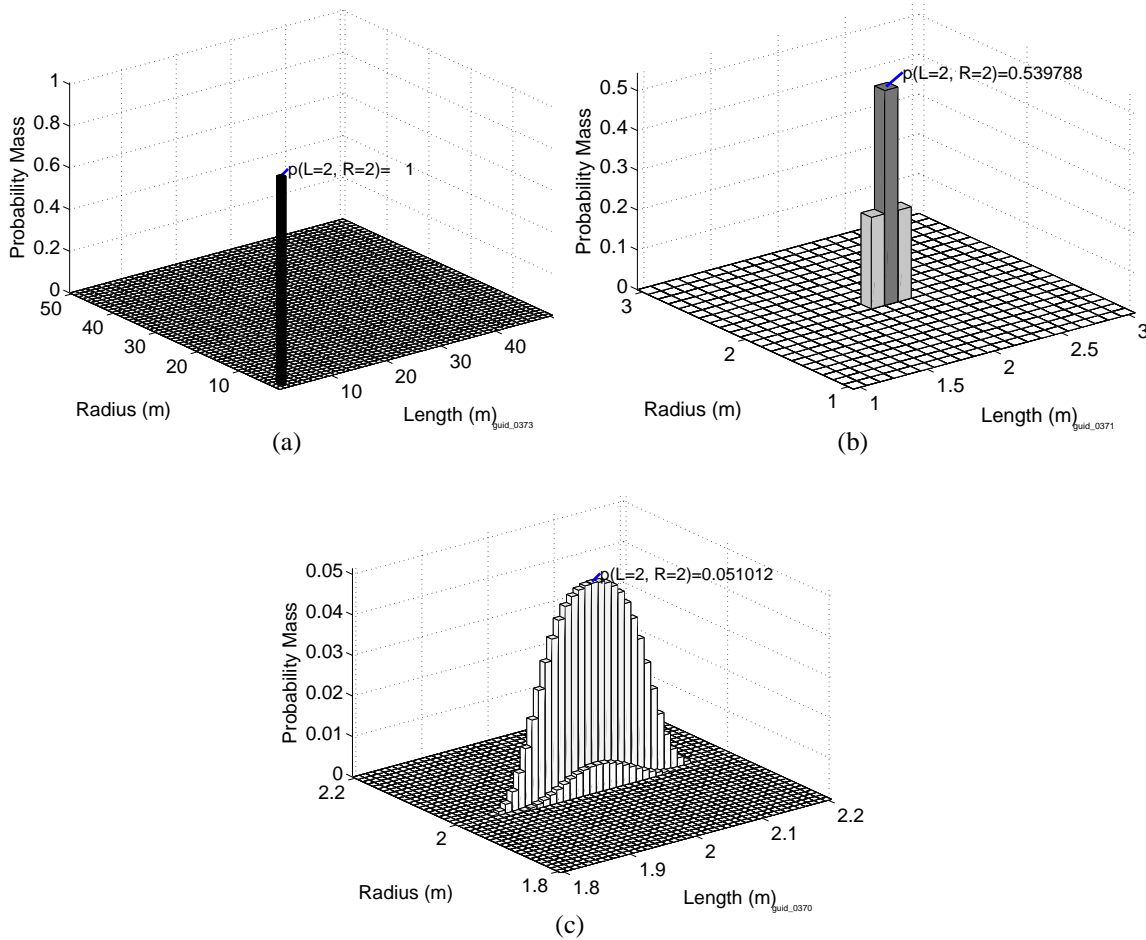 1
0.8
0.6
0.4
0.2
0
Probability Mass
p(L=2, R=2)= 1
50
40
30
20
10
10
20
30
40
Radius (m)
Length (m)
guid_0373
(a)
0.5
0.4
0.3
0.2
0.1
0
Probability Mass
p(L=2, R=2)=0.539788
3
2
1
1
1.5
2
2.5
3
Radius (m)
Length (m)
guid_0371
(b)
0.05
0.04
0.03
0.02
0.01
0
Probability Mass
p(L=2, R=2)=0.051012
2.2
2
1.8
1.8
1.9
2
2.1
2.2
Radius (m)
Length (m)
guid_0370
(c)